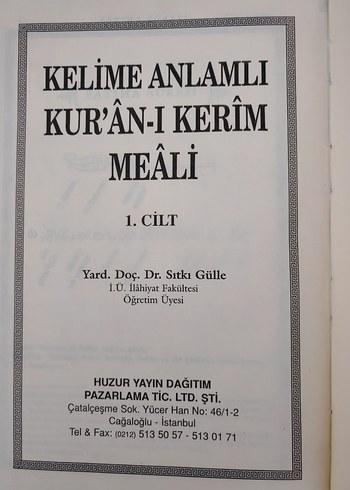 KELİME ANLAMLI
KUR'ÂN-I KERÎM
MEÂLİ
1. CİLT
Yard. Doç. Dr. Sıtkı Gülle
İ.Ü. İlâhiyat Fakültesi
Öğretim Üyesi
HUZUR YAYIN DAĞITIM
PAZARLAMA TİC. LTD. ŞTİ.
Çatalçeşme Sok. Yücer Han No: 46/1-2
Cağaloğlu - İstanbul
Tel & Fax: (0212) 513 50 57 - 513 01 71